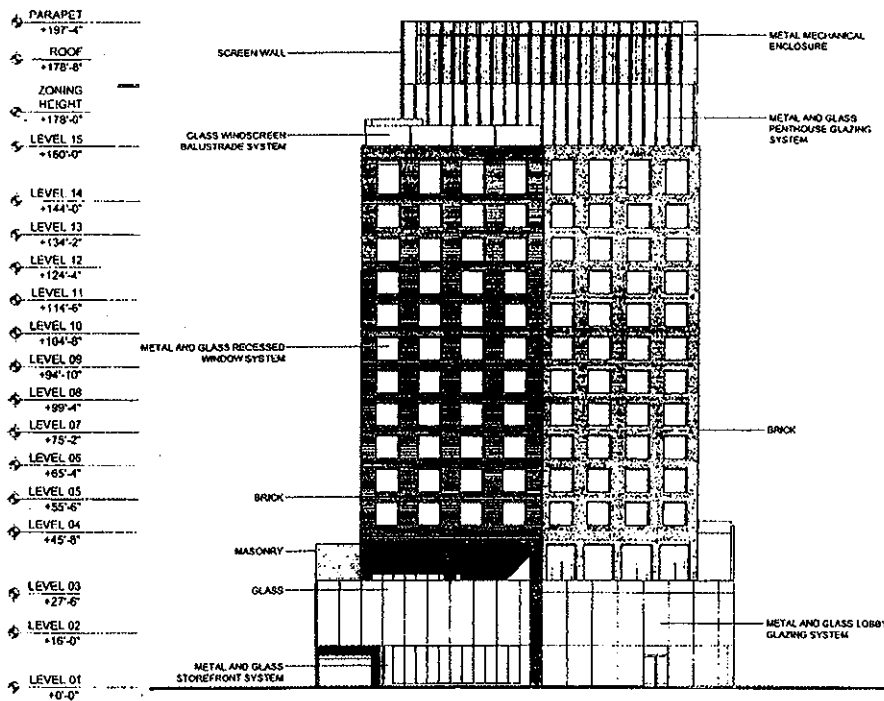 PARAPET
+197'-4"
ROOF
+178'-8"
ZONING
HEIGHT
+178'-0"
LEVEL 15
+160'-0"
LEVEL 14
+144'-0"
LEVEL 13
+134'-2"
LEVEL 12
+124'-4"
LEVEL 11
+114'-6"
LEVEL 10
+104'-8"
LEVEL 09
+94'-10"
LEVEL 08
+99'-4"
LEVEL 07
+75'-2"
LEVEL 06
+65'-4"
LEVEL 05
+55'-6"
LEVEL 04
+45'-8"
LEVEL 03
+27'-6"
LEVEL 02
+16'-0"
LEVEL 01
+0'-0"
SCREEN WALL
GLASS WINDSCREEN
BALUSTRADE SYSTEM
METAL AND GLASS RECESSED
WINDOW SYSTEM
BRICK
MASONRY
GLASS
METAL AND GLASS
STOREFRONT SYSTEM
METAL MECHANICAL
ENCLOSURE
METAL AND GLASS
PENTHOUSE GLAZING
SYSTEM
BRICK
METAL AND GLASS LOBBY
GLAZING SYSTEM